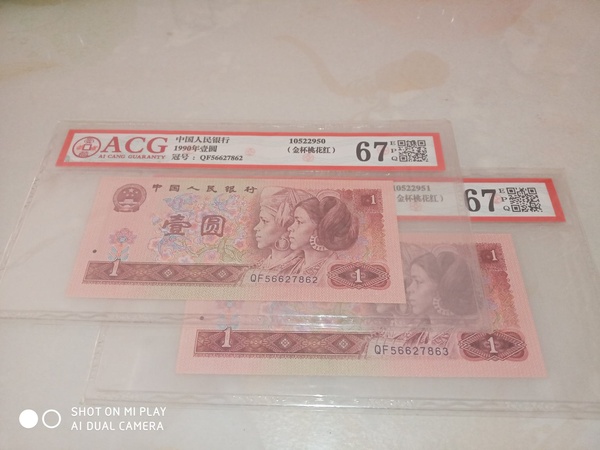 ACG
AI CANG GUARANTY
中国人民银行
1990年壹圆
冠号：QF56627862
10522950
（金杯桃花红）
67
E
P
Q
中国人民银行
壹圆
1
1
QF56627862
1
10522951
金杯桃花红）
67
E
P
Q
1
1
QF56627863
1
SHOT ON MI PLAY
AI DUAL CAMERA